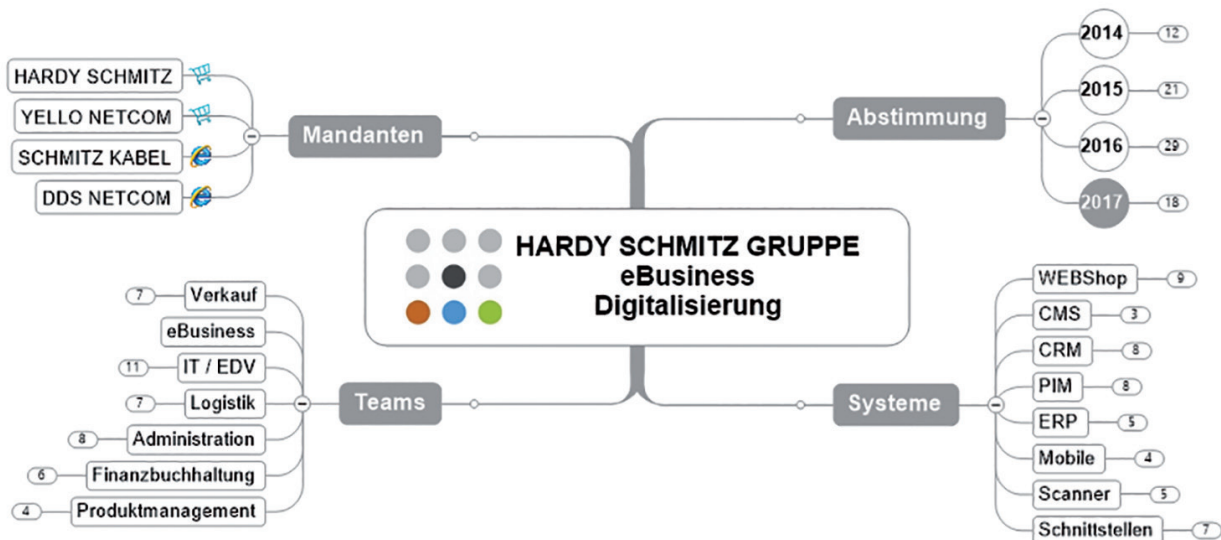 HARDY SCHMITZ GRUPPE
eBusiness
Digitalisierung
Mandanten
HARDY SCHMITZ
YELLO NETCOM
SCHMITZ KABEL
DDS NETCOM
Abstimmung
2014 12
2015 21
2016 29
2017 18
Teams
7 Verkauf
eBusiness
11 IT / EDV
7 Logistik
8 Administration
6 Finanzbuchhaltung
4 Produktmanagement
Systeme
WEBShop 9
CMS 3
CRM 8
PIM 8
ERP 5
Mobile 4
Scanner 5
Schnittstellen 7